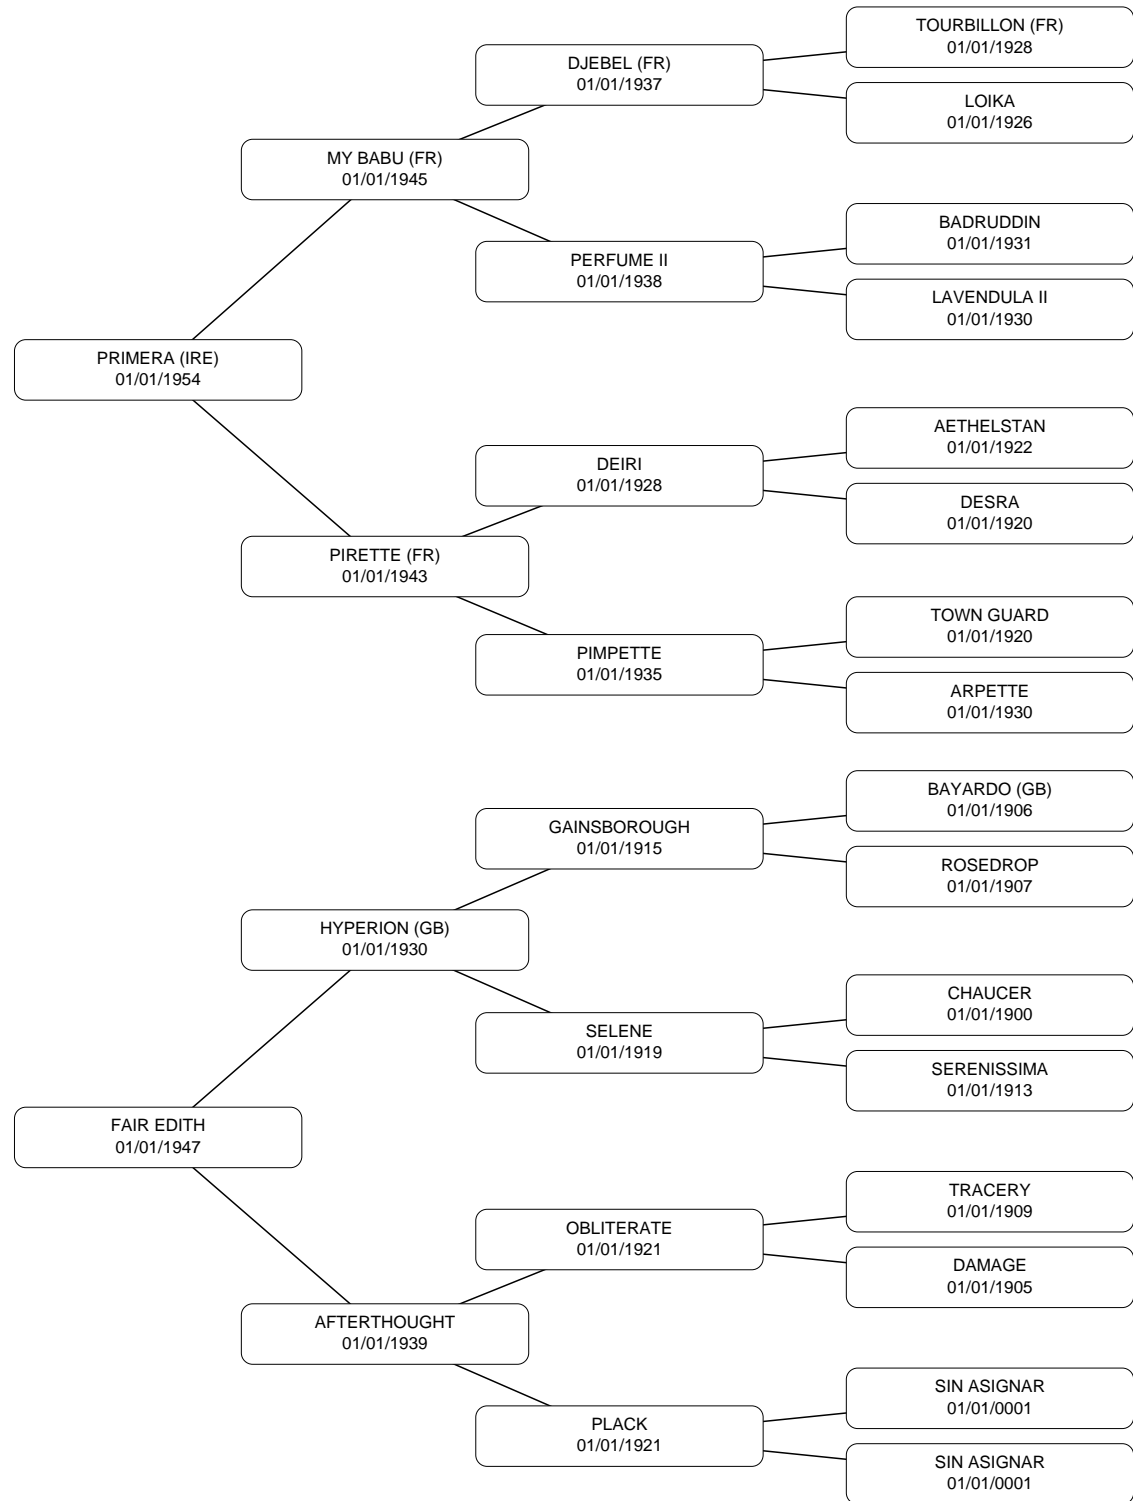 TOURBILLON (FR)
01/01/1928
DJEBEL (FR)
01/01/1937
LOIKA
01/01/1926
MY BABU (FR)
01/01/1945
BADRUDDIN
01/01/1931
PERFUME II
01/01/1938
LAVENDULA II
01/01/1930
PRIMERA (IRE)
01/01/1954
AETHELSTAN
01/01/1922
DEIRI
01/01/1928
DESRA
01/01/1920
PIRETTE (FR)
01/01/1943
TOWN GUARD
01/01/1920
PIMPETTE
01/01/1935
ARPETTE
01/01/1930
BAYARDO (GB)
01/01/1906
GAINSBOROUGH
01/01/1915
ROSEDROP
01/01/1907
HYPERION (GB)
01/01/1930
CHAUCER
01/01/1900
SELENE
01/01/1919
SERENISSIMA
01/01/1913
FAIR EDITH
01/01/1947
TRACERY
01/01/1909
OBLITERATE
01/01/1921
DAMAGE
01/01/1905
AFTERTHOUGHT
01/01/1939
SIN ASIGNAR
01/01/0001
PLACK
01/01/1921
SIN ASIGNAR
01/01/0001